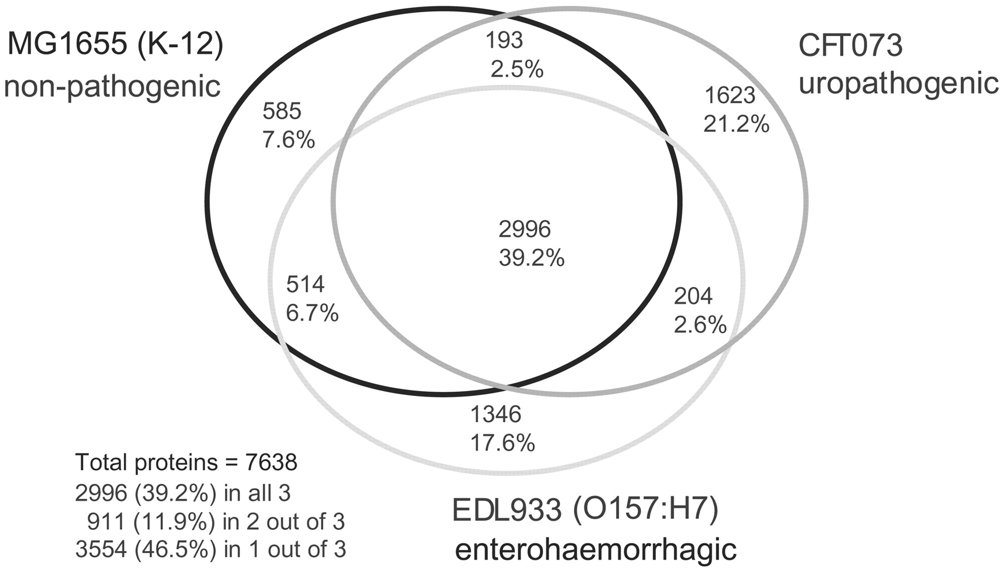 MG1655 (K-12)
non-pathogenic
193
2.5%
CFT073
uropathogenic
585
7.6%
1623
21.2%
2996
39.2%
514
6.7%
204
2.6%
1346
17.6%
Total proteins = 7638
2996 (39.2%) in all 3
911 (11.9%) in 2 out of 3
3554 (46.5%) in 1 out of 3
EDL933 (O157:H7)
enterohaemorrhagic